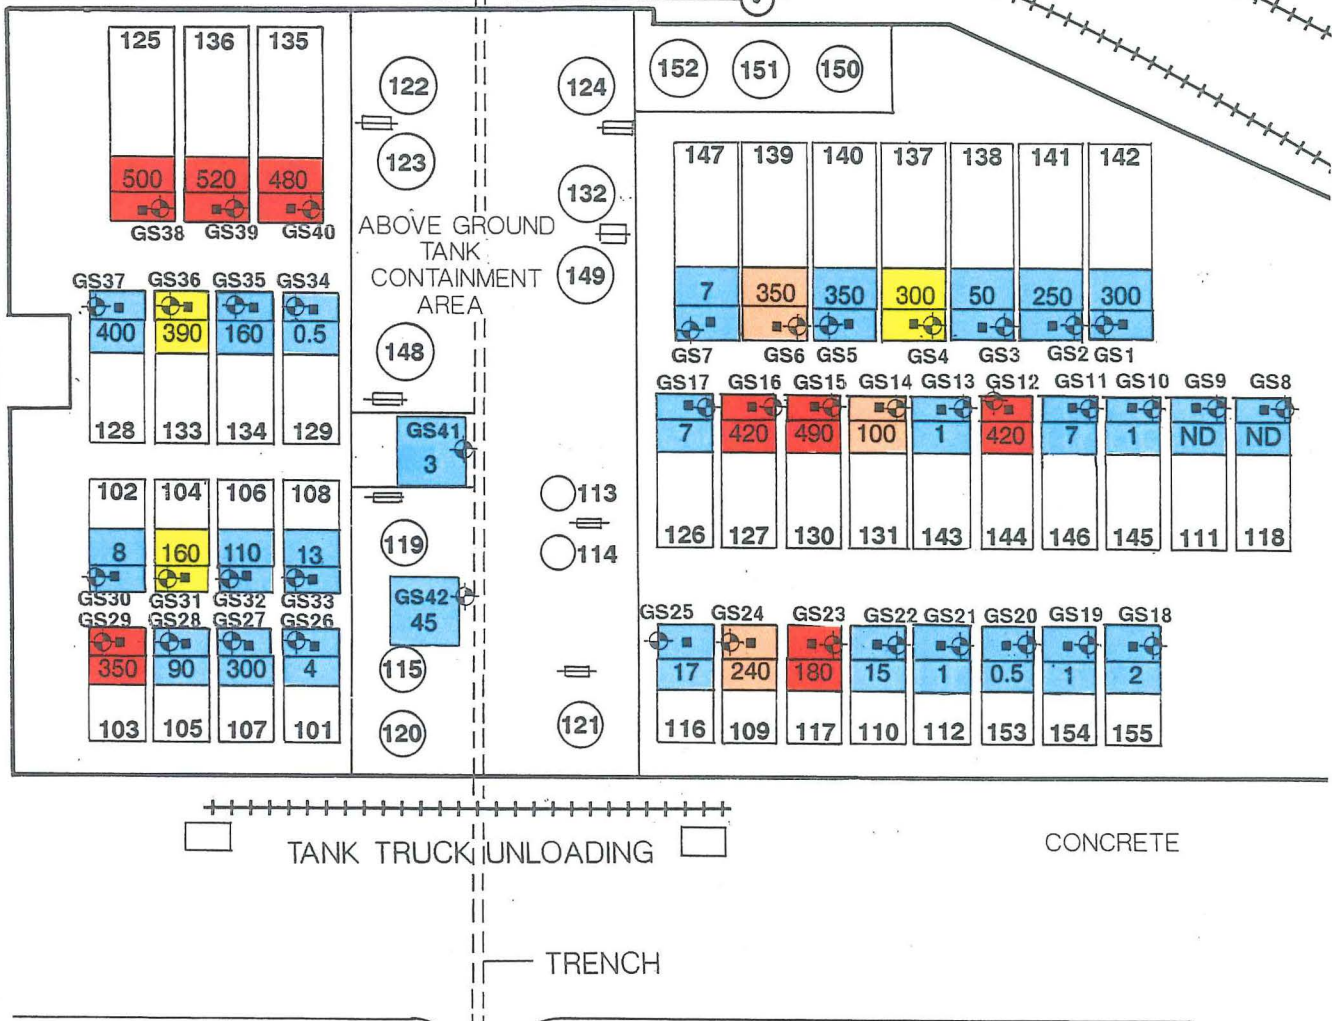 125 136 135
500 520 480
GS38 GS39 GS40
GS37 GS36 GS35 GS34
400 390 160 0.5
128 133 134 129
102 104 106 108
8 160 110 13
GS30 GS31 GS32 GS33
GS29 GS28 GS27 GS26
350 90 300 4
103 105 107 101
122 124
123
132
ABOVE GROUND
TANK
CONTAINMENT
AREA
149
148
GS41
3
113
119
114
GS42
45
115
120
121
152 151 150
147 139 140 137 138 141 142
7 350 350 300 50 250 300
GS7 GS6 GS5 GS4 GS3 GS2 GS1
GS17 GS16 GS15 GS14 GS13 GS12 GS11 GS10 GS9 GS8
7 420 490 100 1 420 7 1 ND ND
126 127 130 131 143 144 146 145 111 118
GS25 GS24 GS23 GS22 GS21 GS20 GS19 GS18
17 240 180 15 1 0.5 1 2
116 109 117 110 112 153 154 155
TANK TRUCK UNLOADING
CONCRETE
TRENCH